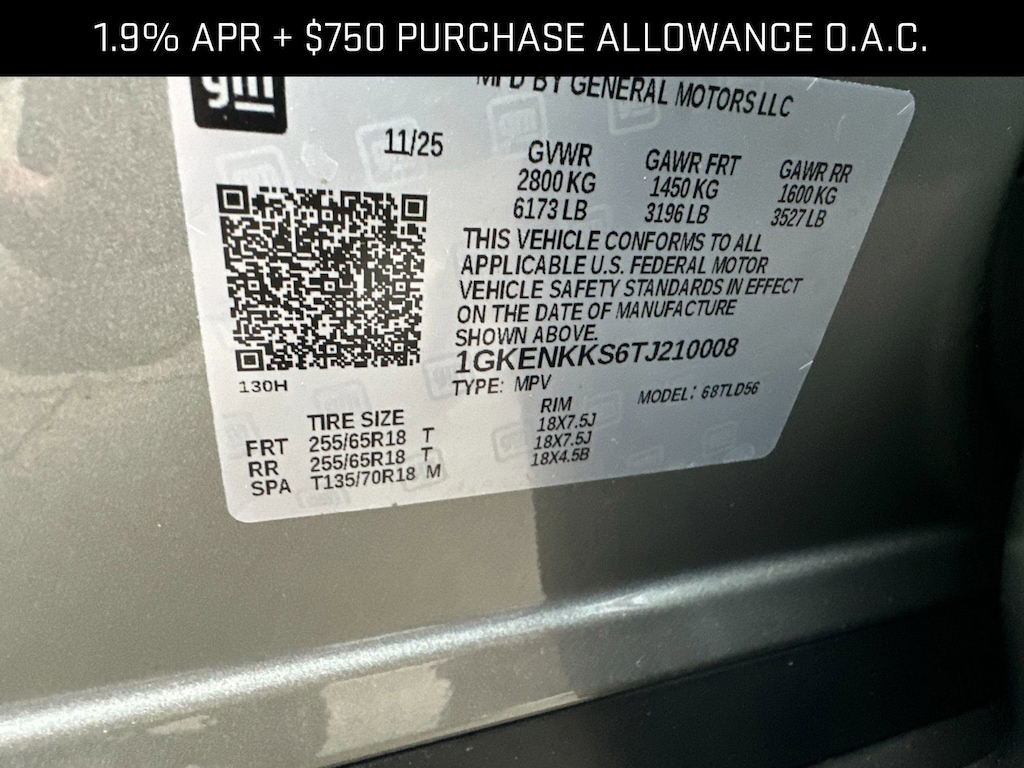 1.9% APR + $750 PURCHASE ALLOWANCE O.A.C.
gm
MFD BY GENERAL MOTORS LLC
11/25
GVWR GAWR FRT GAWR RR
2800 KG 1450 KG 1600 KG
6173 LB 3196 LB 3527 LB
THIS VEHICLE CONFORMS TO ALL
APPLICABLE U.S. FEDERAL MOTOR
VEHICLE SAFETY STANDARDS IN EFFECT
ON THE DATE OF MANUFACTURE
SHOWN ABOVE.
1GKENKKS6TJ210008
TYPE: MPV MODEL: 68TLD56
130H
TIRE SIZE RIM
FRT 255/65R18 T 18X7.5J
RR 255/65R18 T 18X7.5J
SPA T135/70R18 M 18X4.5B